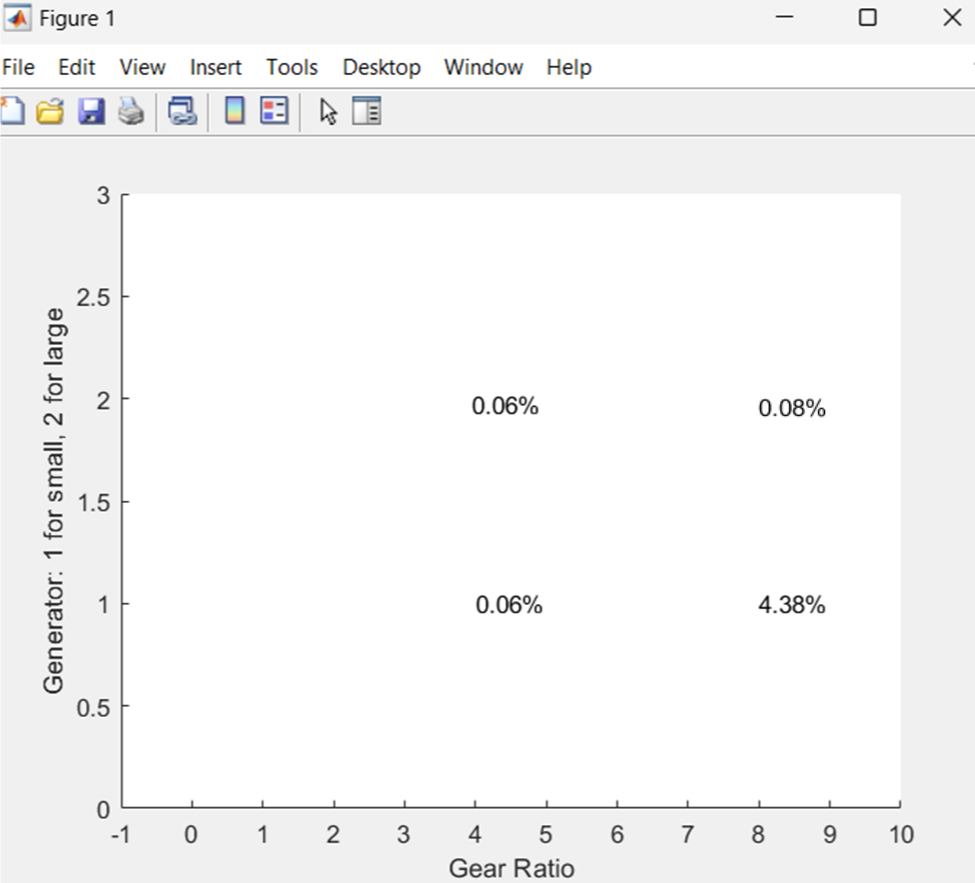 Figure 1
File Edit View Insert Tools Desktop Window Help
Generator: 1 for small, 2 for large
3
2.5
2
1.5
1
0.5
0
0.06% 0.08%
0.06% 4.38%
-1 0 1 2 3 4 5 6 7 8 9 10
Gear Ratio